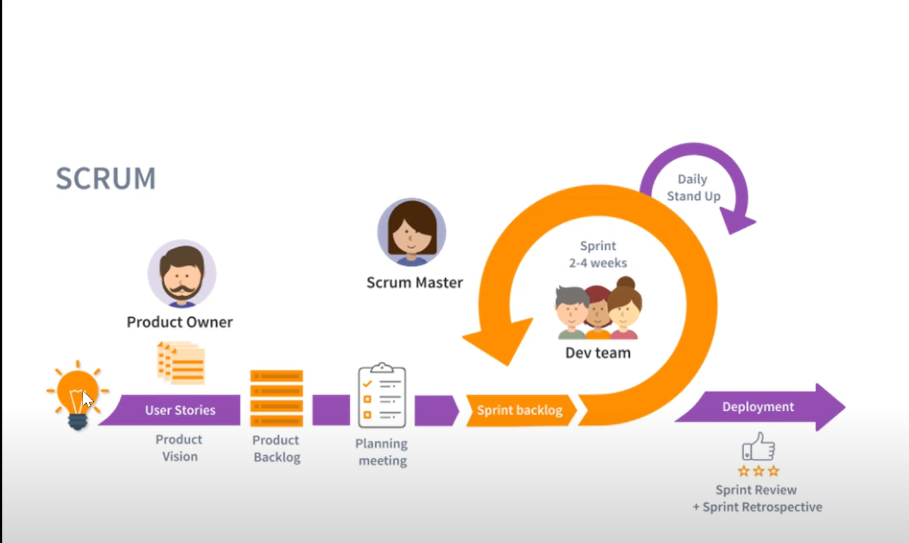 SCRUM
Daily
Stand Up
Sprint
2-4 weeks
Scrum Master
Product Owner
Dev team
User Stories
Sprint backlog
Deployment
Product
Vision
Product
Backlog
Planning
meeting
Sprint Review
+ Sprint Retrospective